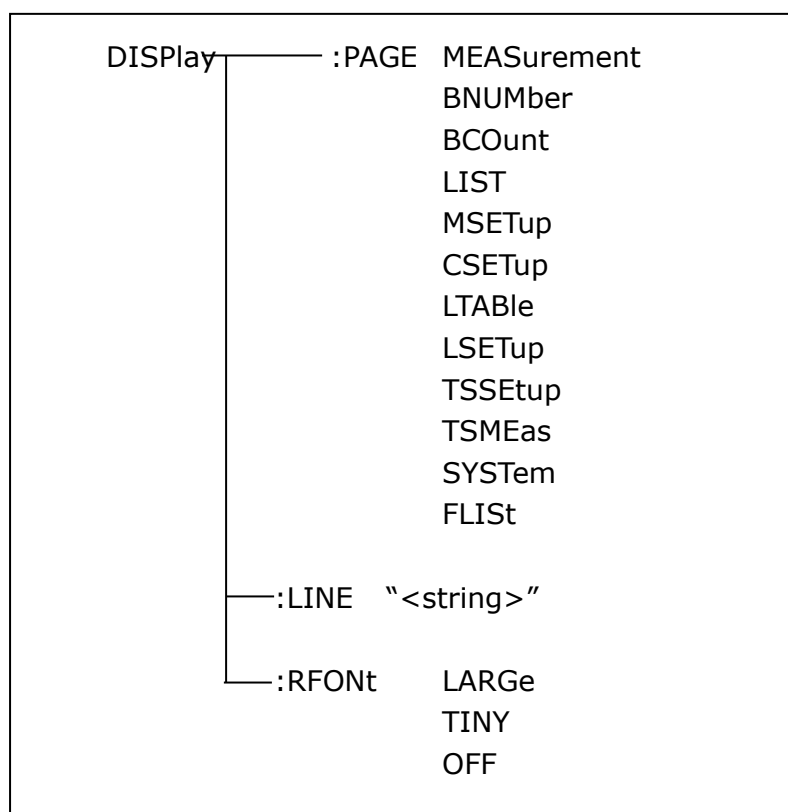 DISPlay :PAGE MEASurement
BNUMber
BCOunt
LIST
MSETup
CSETup
LTABle
LSETup
TSSEtup
TSMEas
SYSTem
FLISt
:LINE “<string>”
:RFONt LARGe
TINY
OFF